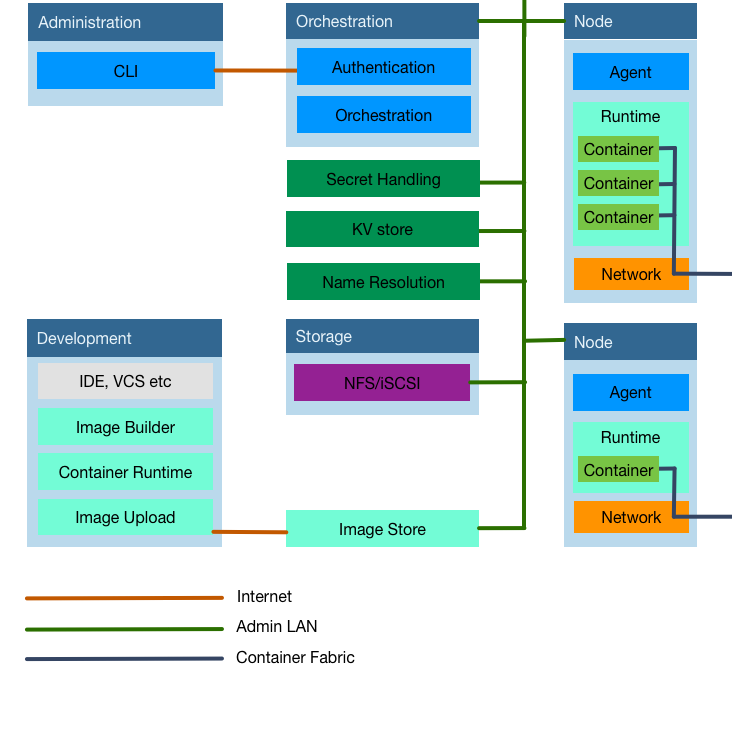 Administration
CLI
Orchestration
Authentication
Orchestration
Secret Handling
KV store
Name Resolution
Node
Agent
Runtime
Container
Container
Container
Network
Development
IDE, VCS etc
Image Builder
Container Runtime
Image Upload
Storage
NFS/iSCSI
Image Store
Node
Agent
Runtime
Container
Network
Internet
Admin LAN
Container Fabric